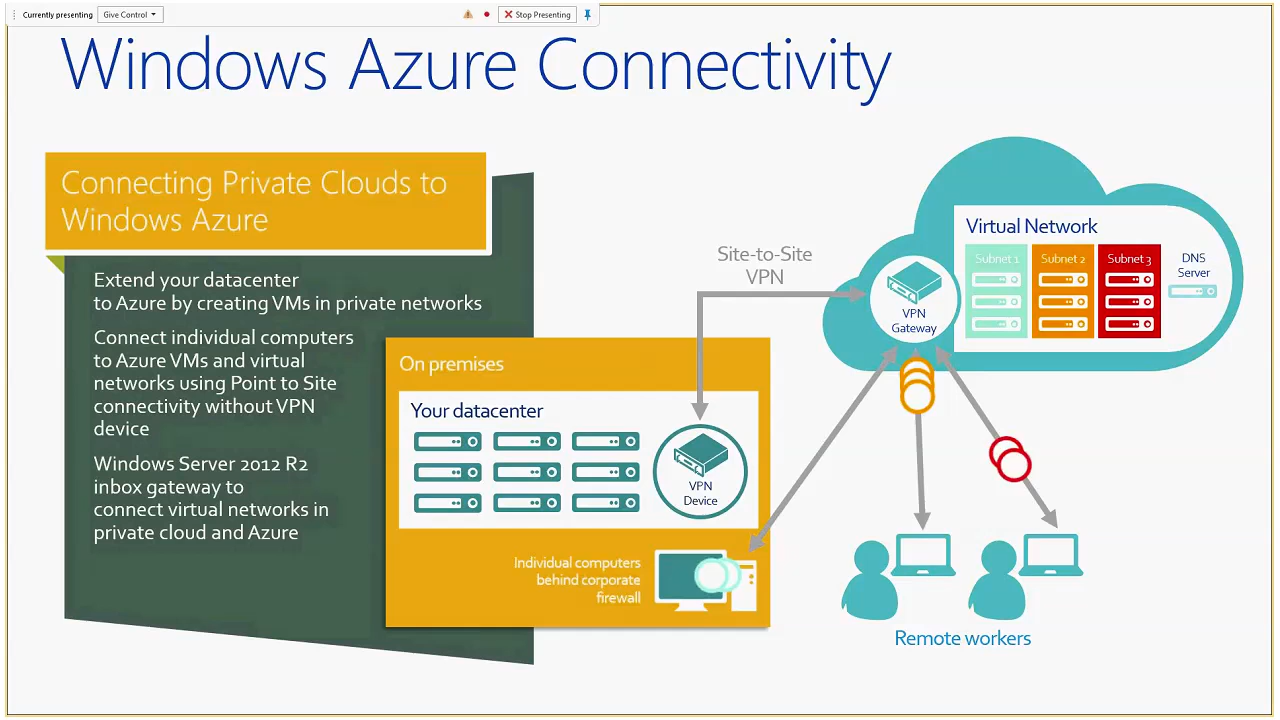 Currently presenting
Give Control
Stop Presenting
Windows Azure Connectivity
Connecting Private Clouds to
Windows Azure
Extend your datacenter
to Azure by creating VMs in private networks
Connect individual computers
to Azure VMs and virtual
networks using Point to Site
connectivity without VPN
device
Windows Server 2012 R2
inbox gateway to
connect virtual networks in
private cloud and Azure
On premises
Your datacenter
VPN
Device
Individual computers
behind corporate
firewall
Site-to-Site
VPN
VPN
Gateway
Virtual Network
Subnet 1
Subnet 2
Subnet 3
DNS
Server
Remote workers